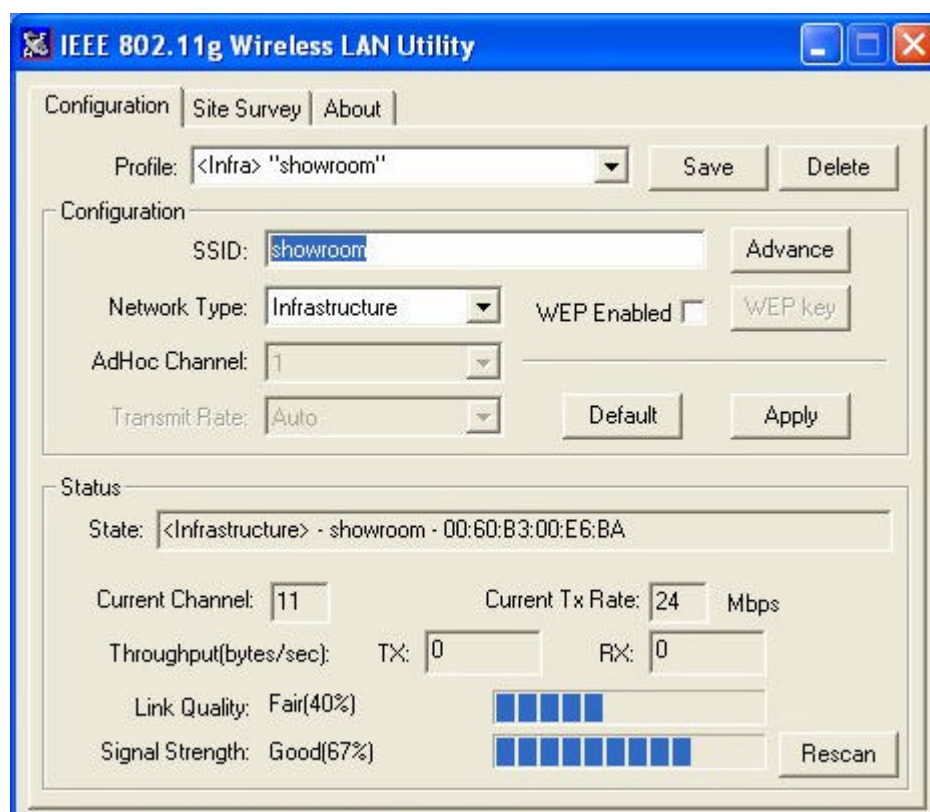 IEEE 802.11g Wireless LAN Utility
Configuration Site Survey About
Profile: <Infra> "showroom" Save Delete
Configuration
SSID: showroom Advance
Network Type: Infrastructure WEP Enabled WEP key
AdHoc Channel: 1
Transmit Rate: Auto Default Apply
Status
State: <Infrastructure> - showroom - 00:60:B3:00:E6:BA
Current Channel: 11 Current Tx Rate: 24 Mbps
Throughput(bytes/sec): TX: 0 RX: 0
Link Quality: Fair(40%)
Signal Strength: Good(67%) Rescan